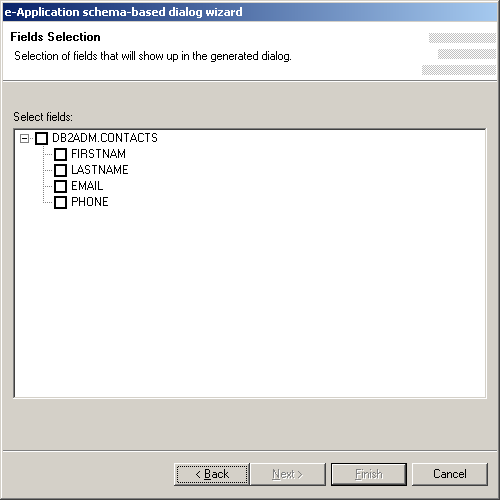 e-Application schema-based dialog wizard
Fields Selection
Selection of fields that will show up in the generated dialog.
Select fields:
DB2ADM.CONTACTS
FIRSTNAM
LASTNAME
EMAIL
PHONE
< Back
Next >
Finish
Cancel